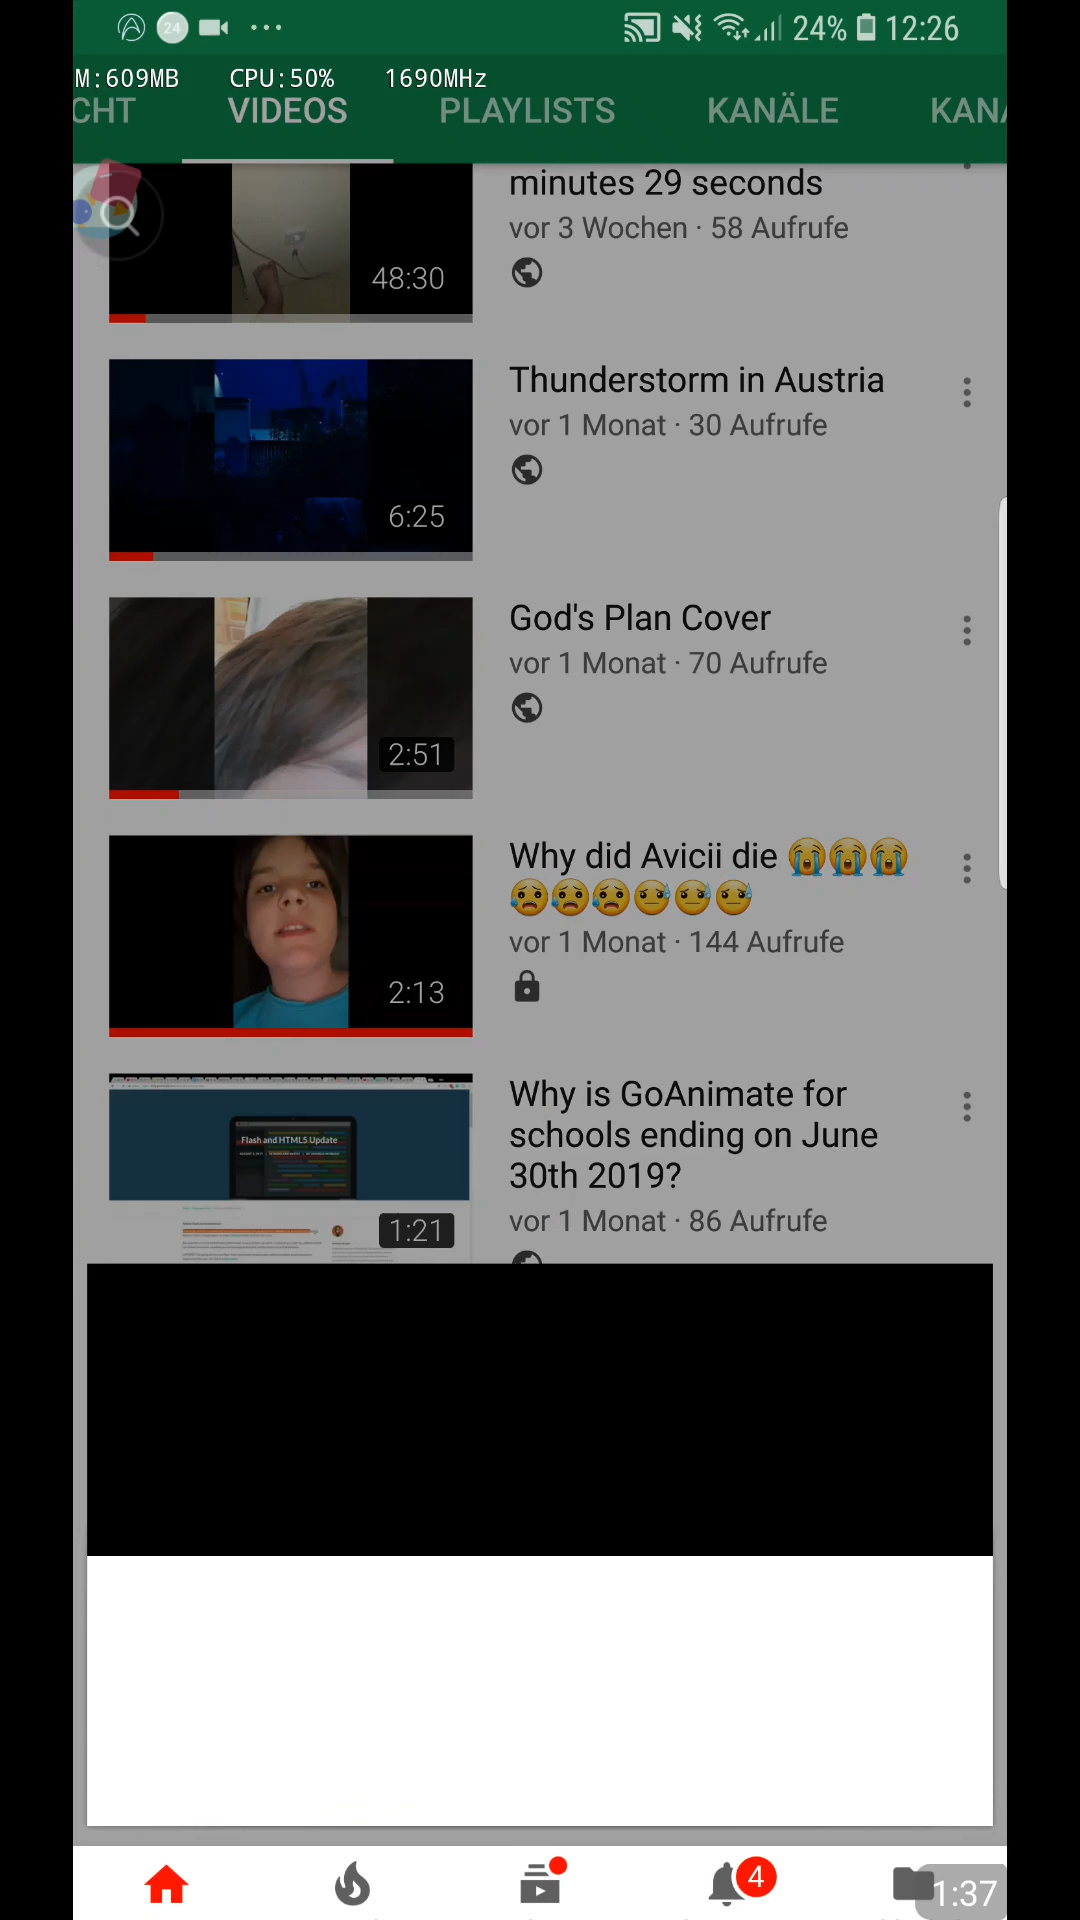 24 24% 12:26
M:609MB CPU:50% 1690MHz
CHT VIDEOS PLAYLISTS KANÄLE KANA
minutes 29 seconds
vor 3 Wochen · 58 Aufrufe
48:30
Thunderstorm in Austria
vor 1 Monat · 30 Aufrufe
6:25
God's Plan Cover
vor 1 Monat · 70 Aufrufe
2:51
Why did Avicii die 😭😭😭
😥😥😥😓😓😓
vor 1 Monat · 144 Aufrufe
2:13
Why is GoAnimate for
schools ending on June
30th 2019?
vor 1 Monat · 86 Aufrufe
Flash and HTML5 Update
1:21
4
1:37